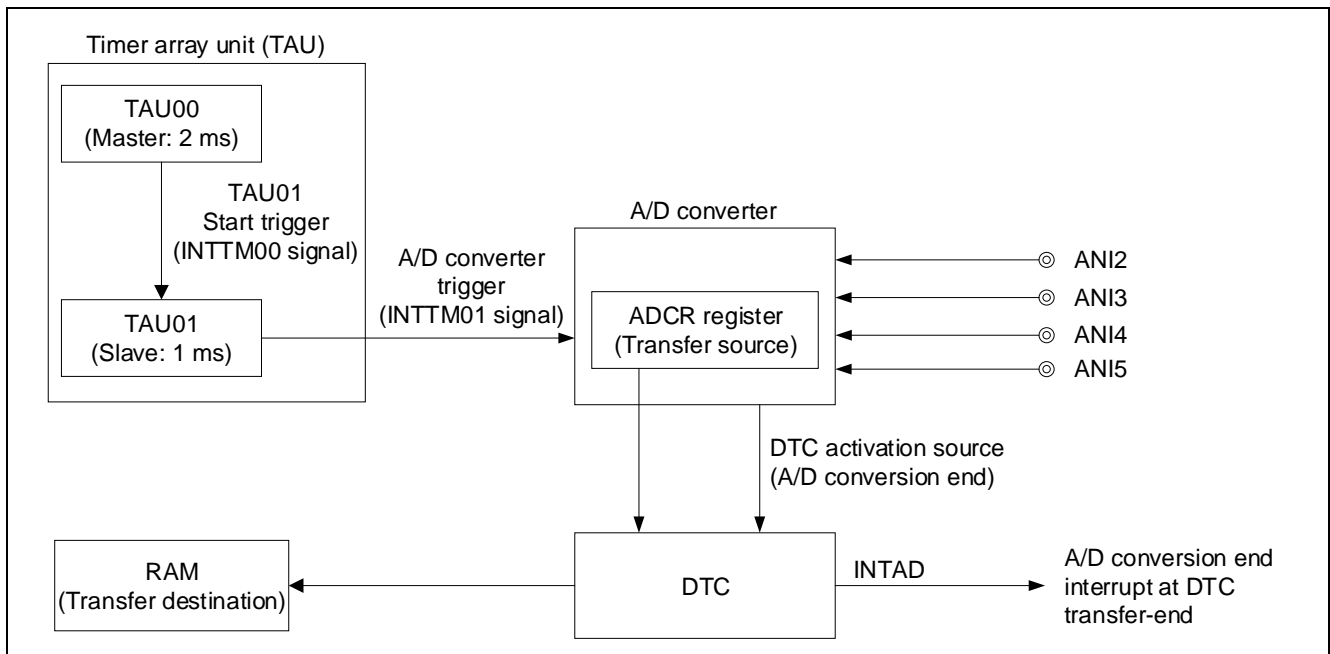 Timer array unit (TAU)
TAU00
(Master: 2 ms)
TAU01
Start trigger
(INTTM00 signal)
TAU01
(Slave: 1 ms)
A/D converter
trigger
(INTTM01 signal)
A/D converter
ADCR register
(Transfer source)
ANI2
ANI3
ANI4
ANI5
DTC activation source
(A/D conversion end)
RAM
(Transfer destination)
DTC
INTAD
A/D conversion end
interrupt at DTC
transfer-end